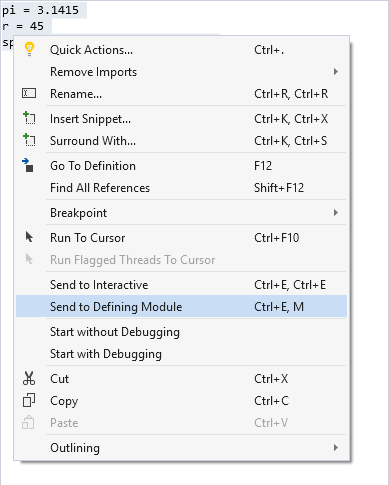 pi = 3.1415
r = 45
Quick Actions... Ctrl+.
Remove Imports
Rename... Ctrl+R, Ctrl+R
Insert Snippet... Ctrl+K, Ctrl+X
Surround With... Ctrl+K, Ctrl+S
Go To Definition F12
Find All References Shift+F12
Breakpoint
Run To Cursor Ctrl+F10
Run Flagged Threads To Cursor
Send to Interactive Ctrl+E, Ctrl+E
Send to Defining Module Ctrl+E, M
Start without Debugging
Start with Debugging
Cut Ctrl+X
Copy Ctrl+C
Paste Ctrl+V
Outlining